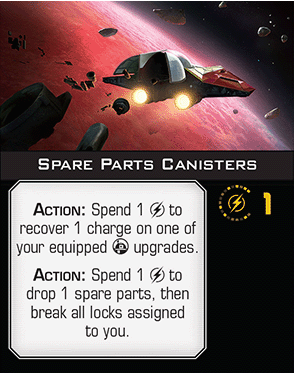 Spare Parts Canisters
Action: Spend 1 to
recover 1 charge on one of
your equipped upgrades.
Action: Spend 1 to
drop 1 spare parts, then
break all locks assigned
to you.
1